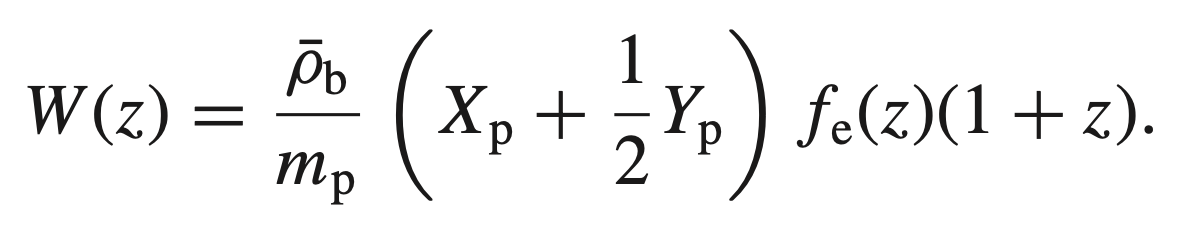 W(z) = \frac{\bar{\rho}_b}{m_p} \left( X_p + \frac{1}{2} Y_p \right) f_e(z)(1 + z).